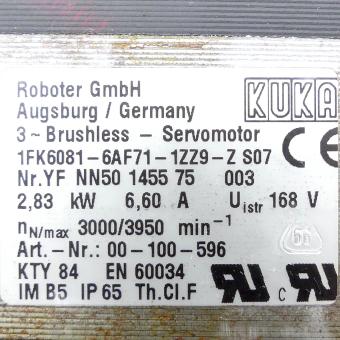 Roboter GmbH
Augsburg / Germany
KUKA
3~Brushless – Servomotor
1FK6081-6AF71-1ZZ9-Z S07
CE
Nr.YF NN50 1455 75 003
2,83 kW 6,60 A Uistr 168 V
nN/max 3000/3950 min⁻¹
Art.-Nr.: 00-100-596
KTY 84 EN 60034
IM B5 IP 65 Th.Cl.F
c